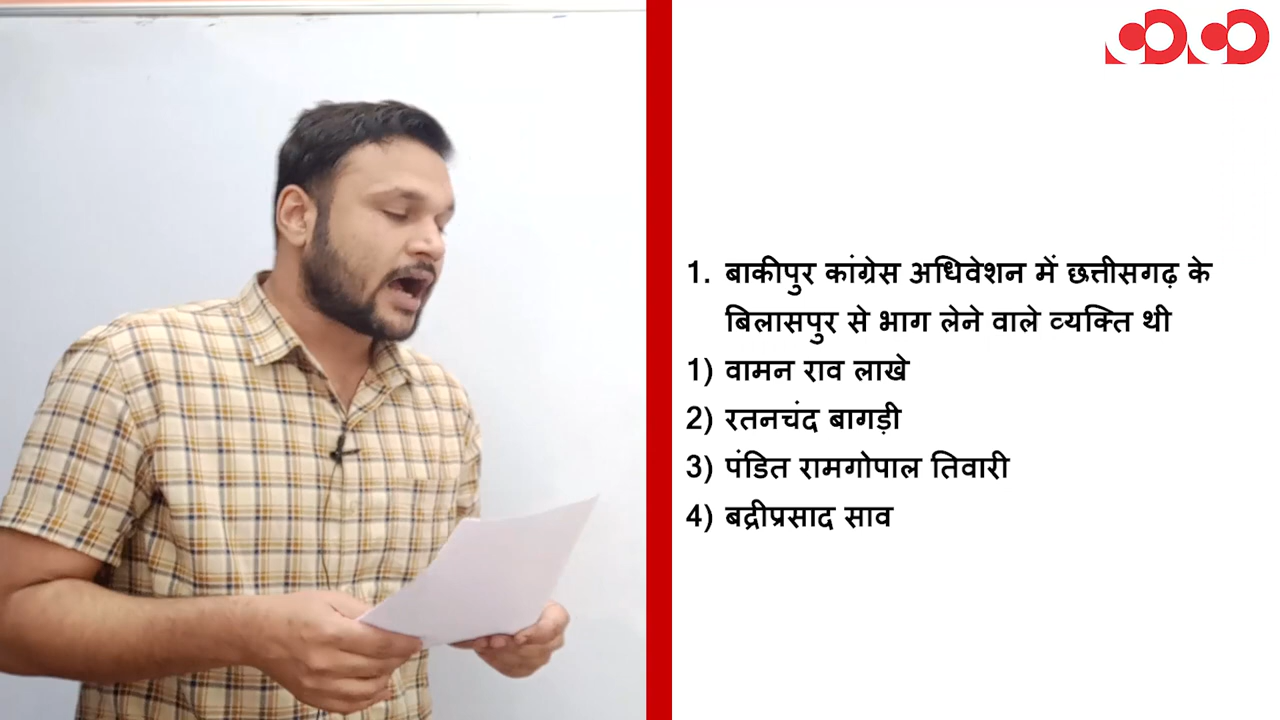 1. बाकीपुर कांग्रेस अधिवेशन में छत्तीसगढ़ के
बिलासपुर से भाग लेने वाले व्यक्ति थी
1) वामन राव लाखे
2) रतनचंद बागड़ी
3) पंडित रामगोपाल तिवारी
4) बद्रीप्रसाद साव